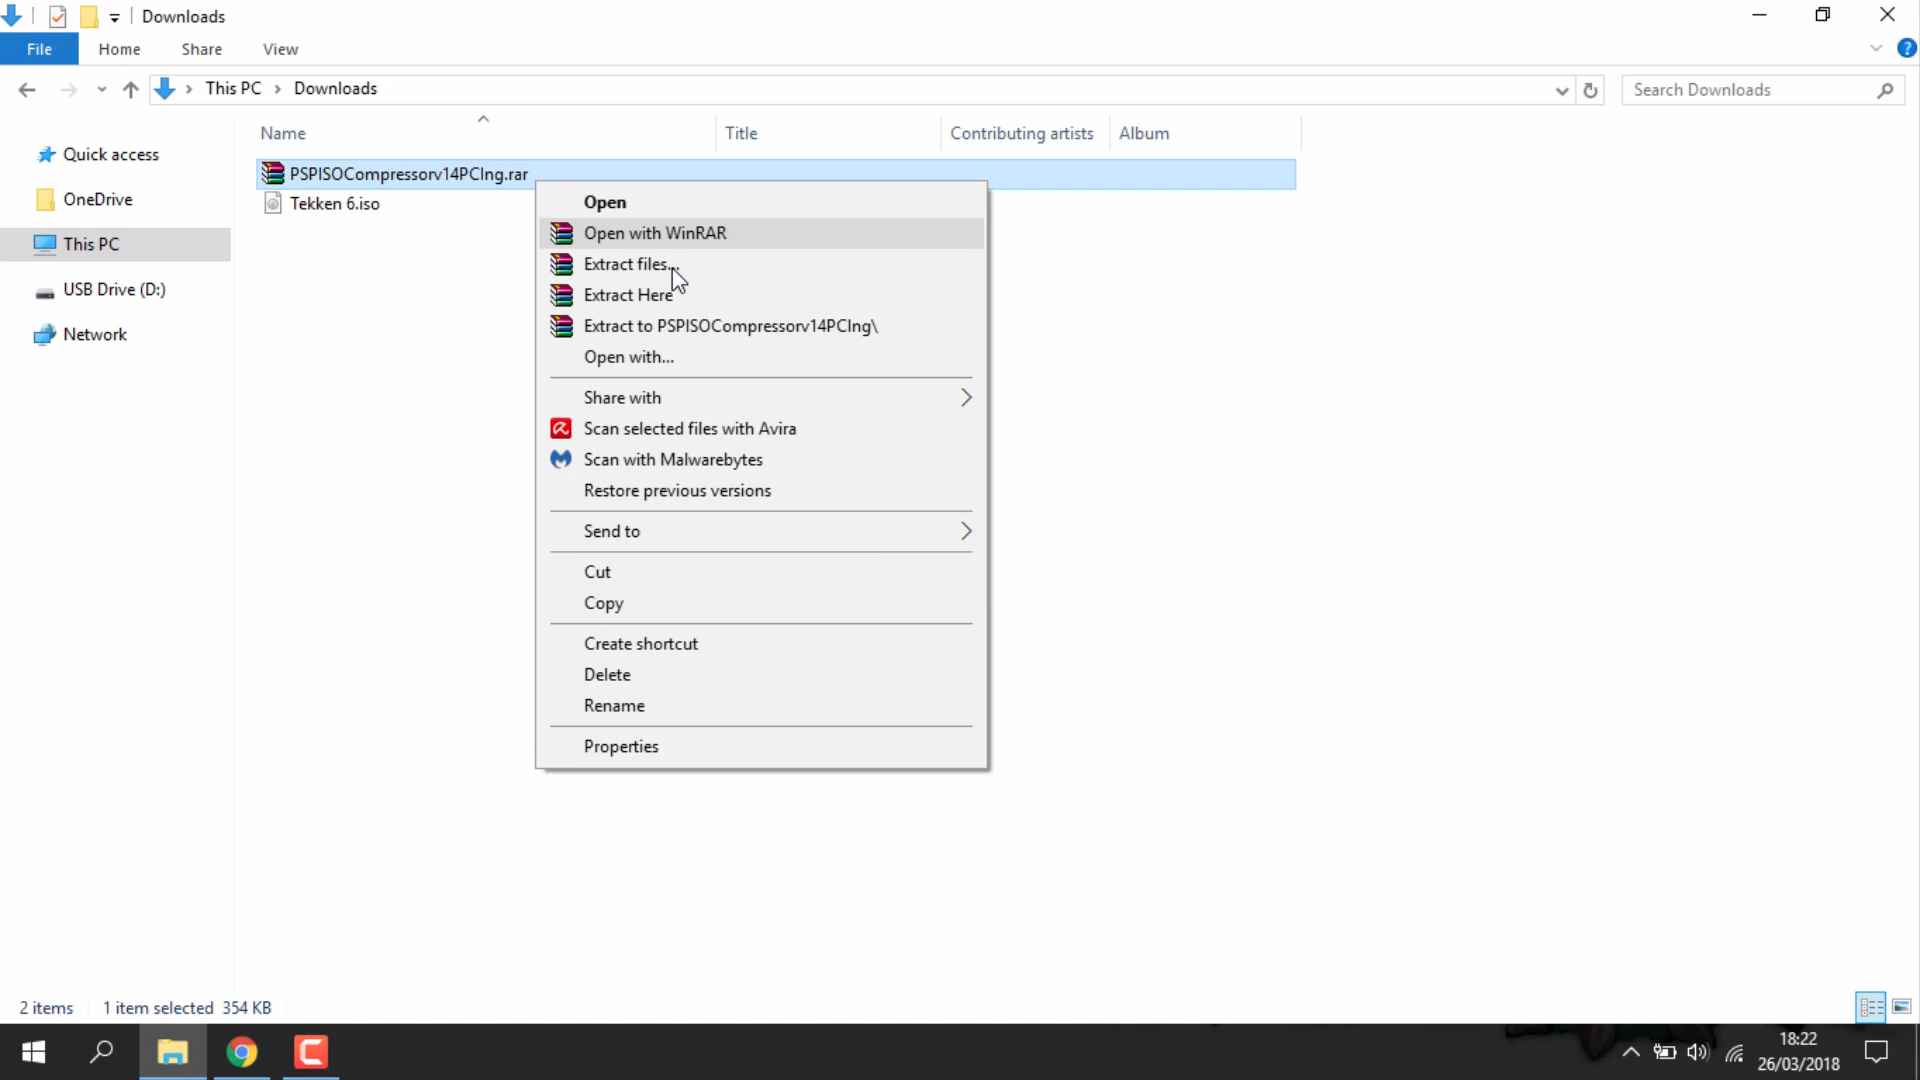 Downloads
File
Home
Share
View
This PC
Downloads
Search Downloads
Name
Title
Contributing artists
Album
Quick access
OneDrive
This PC
USB Drive (D:)
Network
PSPISOCompressorv14PCIng.rar
Tekken 6.iso
Open
Open with WinRAR
Extract files...
Extract Here
Extract to PSPISOCompressorv14PCIng\
Open with...
Share with
Scan selected files with Avira
Scan with Malwarebytes
Restore previous versions
Send to
Cut
Copy
Create shortcut
Delete
Rename
Properties
2 items
1 item selected 354 KB
18:22
26/03/2018